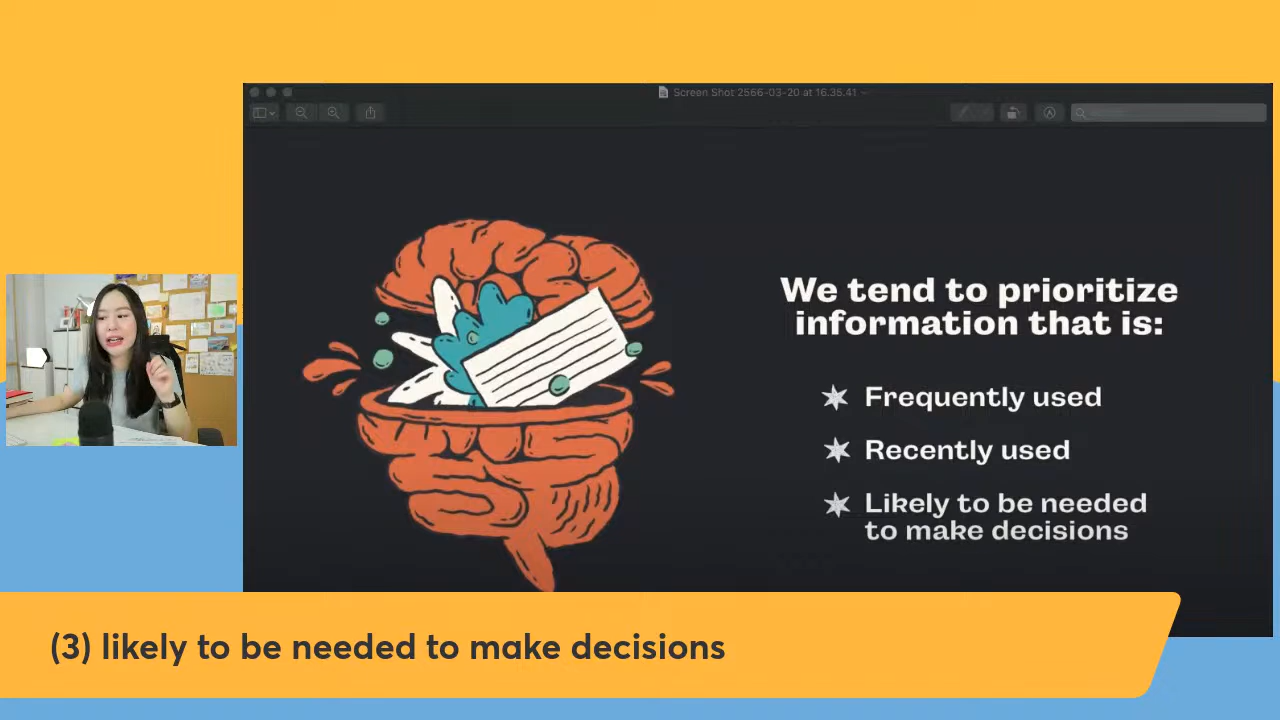 Screen Shot 2566-03-20 at 16.35.41
We tend to prioritize
information that is:
Frequently used
Recently used
Likely to be needed
to make decisions
(3) likely to be needed to make decisions